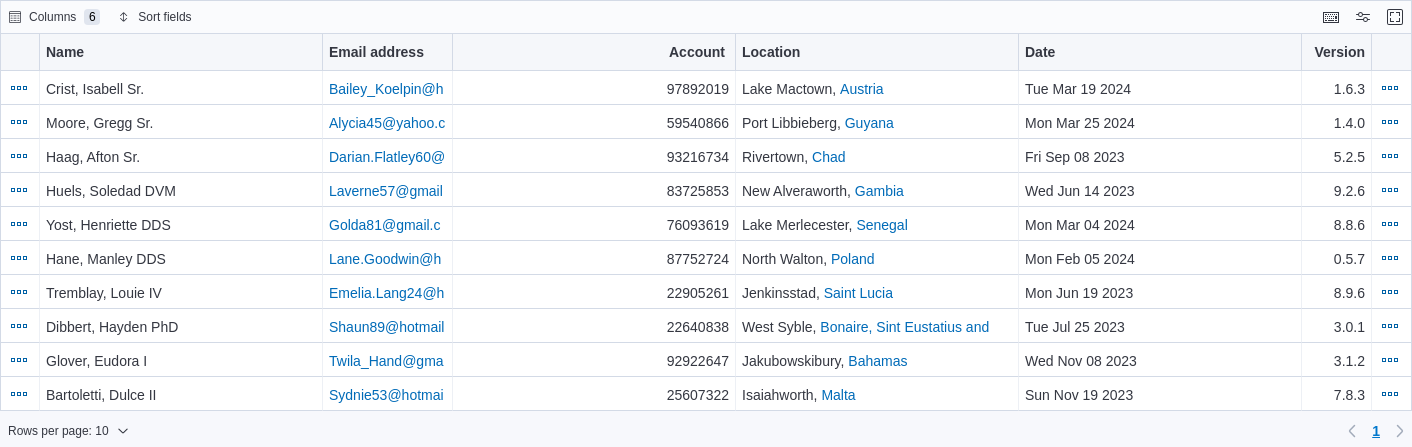 Columns 6 Sort fields
Name Email address Account Location Date Version
Crist, Isabell Sr. Bailey_Koelpin@h 97892019 Lake Mactown, Austria Tue Mar 19 2024 1.6.3
Moore, Gregg Sr. Alycia45@yahoo.c 59540866 Port Libbieberg, Guyana Mon Mar 25 2024 1.4.0
Haag, Afton Sr. Darian.Flatley60@ 93216734 Rivertown, Chad Fri Sep 08 2023 5.2.5
Huels, Soledad DVM Laverne57@gmail 83725853 New Alveraworth, Gambia Wed Jun 14 2023 9.2.6
Yost, Henriette DDS Golda81@gmail.c 76093619 Lake Merlecester, Senegal Mon Mar 04 2024 8.8.6
Hane, Manley DDS Lane.Goodwin@h 87752724 North Walton, Poland Mon Feb 05 2024 0.5.7
Tremblay, Louie IV Emelia.Lang24@h 22905261 Jenkinsstad, Saint Lucia Mon Jun 19 2023 8.9.6
Dibbert, Hayden PhD Shaun89@hotmail 22640838 West Syble, Bonaire, Sint Eustatius and Tue Jul 25 2023 3.0.1
Glover, Eudora I Twila_Hand@gma 92922647 Jakubowskibury, Bahamas Wed Nov 08 2023 3.1.2
Bartoletti, Dulce II Sydnie53@hotmai 25607322 Isaiahworth, Malta Sun Nov 19 2023 7.8.3
Rows per page: 10 1